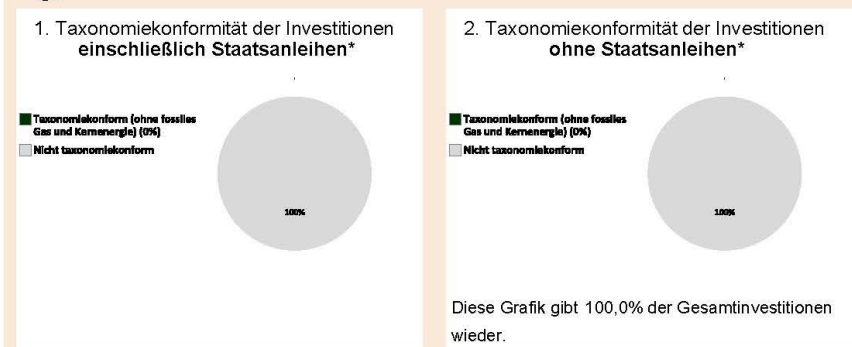 1. Taxonomiekonformität der Investitionen
einschließlich Staatsanleihen*
Taxonomiekonform (ohne fossiles
Gas und Kernenergie) (0%)
Nicht taxonomiekonform
100%
2. Taxonomieкonformität der Investitionen
ohne Staatsanleihen*
Taxonomiekonform (ohne fossiles
Gas und Kernenergie) (0%)
Nicht taxonomiekonform
100%
Diese Grafik gibt 100,0% der Gesamtinvestitionen
wieder.